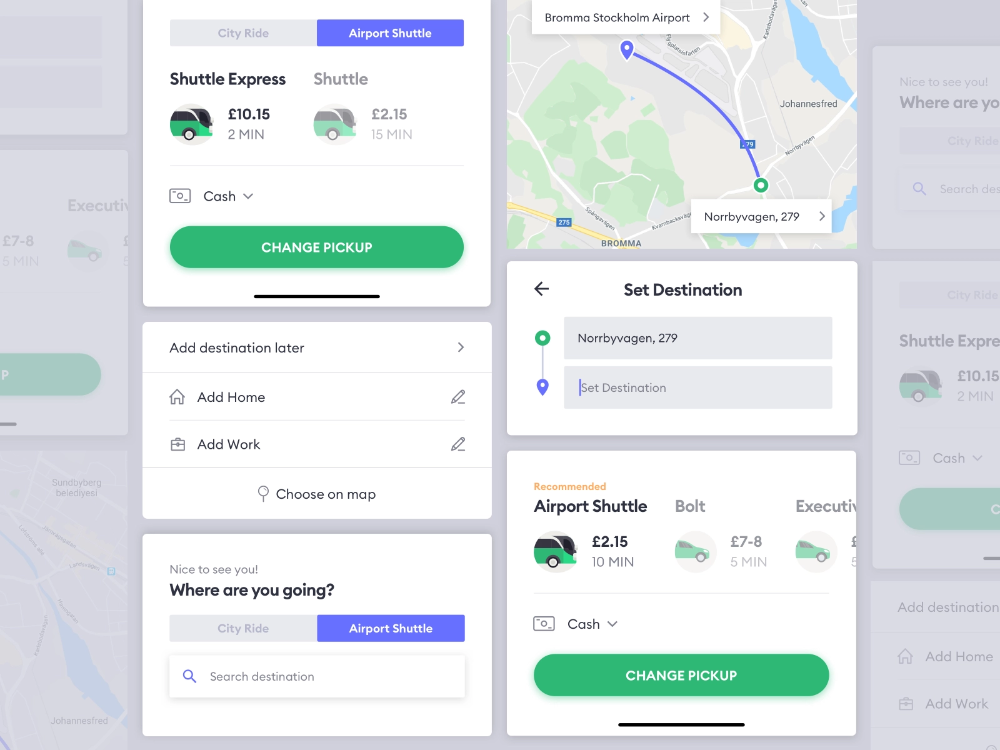 City Ride
Airport Shuttle
Shuttle Express
Shuttle
£10.15
2 MIN
£2.15
15 MIN
Cash
CHANGE PICKUP
Add destination later
Add Home
Add Work
Choose on map
Nice to see you!
Where are you going?
City Ride
Airport Shuttle
Search destination
Bromma Stockholm Airport
Johannesfred
279
Norrbyvägen
Norrbyvagen, 279
275
Spångavägen
BROMMA
Set Destination
Norrbyvagen, 279
Set Destination
Recommended
Airport Shuttle
Bolt
Executiv
£2.15
10 MIN
£7-8
5 MIN
£
5
Cash
CHANGE PICKUP
Executiv
£7-8
5 MIN
£
5
P
Sundbyberg
belediyesi
Johannesfred
Nice to see you!
Where are yo
City Ride
Search des
City Ride
Shuttle Expre
£10.15
2 MIN
Cash
C
Add destination
Add Home
Add Work